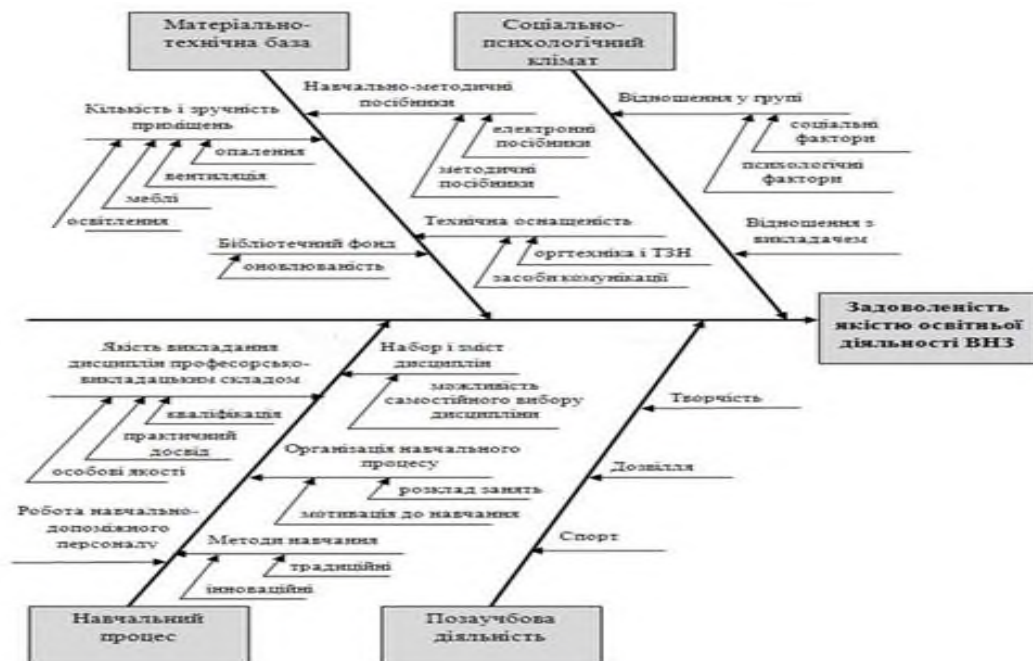 Матеріально-
технічна база
Соціально-
психологічний
клімат
Навчально-методичні
посібники
Кількість і зручність
приміщень
опалення
вентиляція
меблі
освітлення
електронні
посібники
методичні
посібники
Технічна оснащеність
оргтехніка і ТЗН
засоби комунікації
Бібліотечний фонд
оновлюваність
Відношення у групі
соціальні
фактори
психологічні
фактори
Відношення з
викладачем
Задоволеність
якістю освітньої
діяльності ВНЗ
Якість викладання
дисциплін професорсько-
викладацьким складом
кваліфікація
практичний
досвід
особові якості
Набор і зміст
дисциплін
можливість
самостійного вибору
дисципліни
Організація навчального
процесу
розклад занять
мотивація до навчання
Робота навчально-
допоміжного
персоналу
Методи навчання
традиційні
інноваційні
Творчість
Дозвілля
Спорт
Навчальний
процес
Позаучбова
діяльність